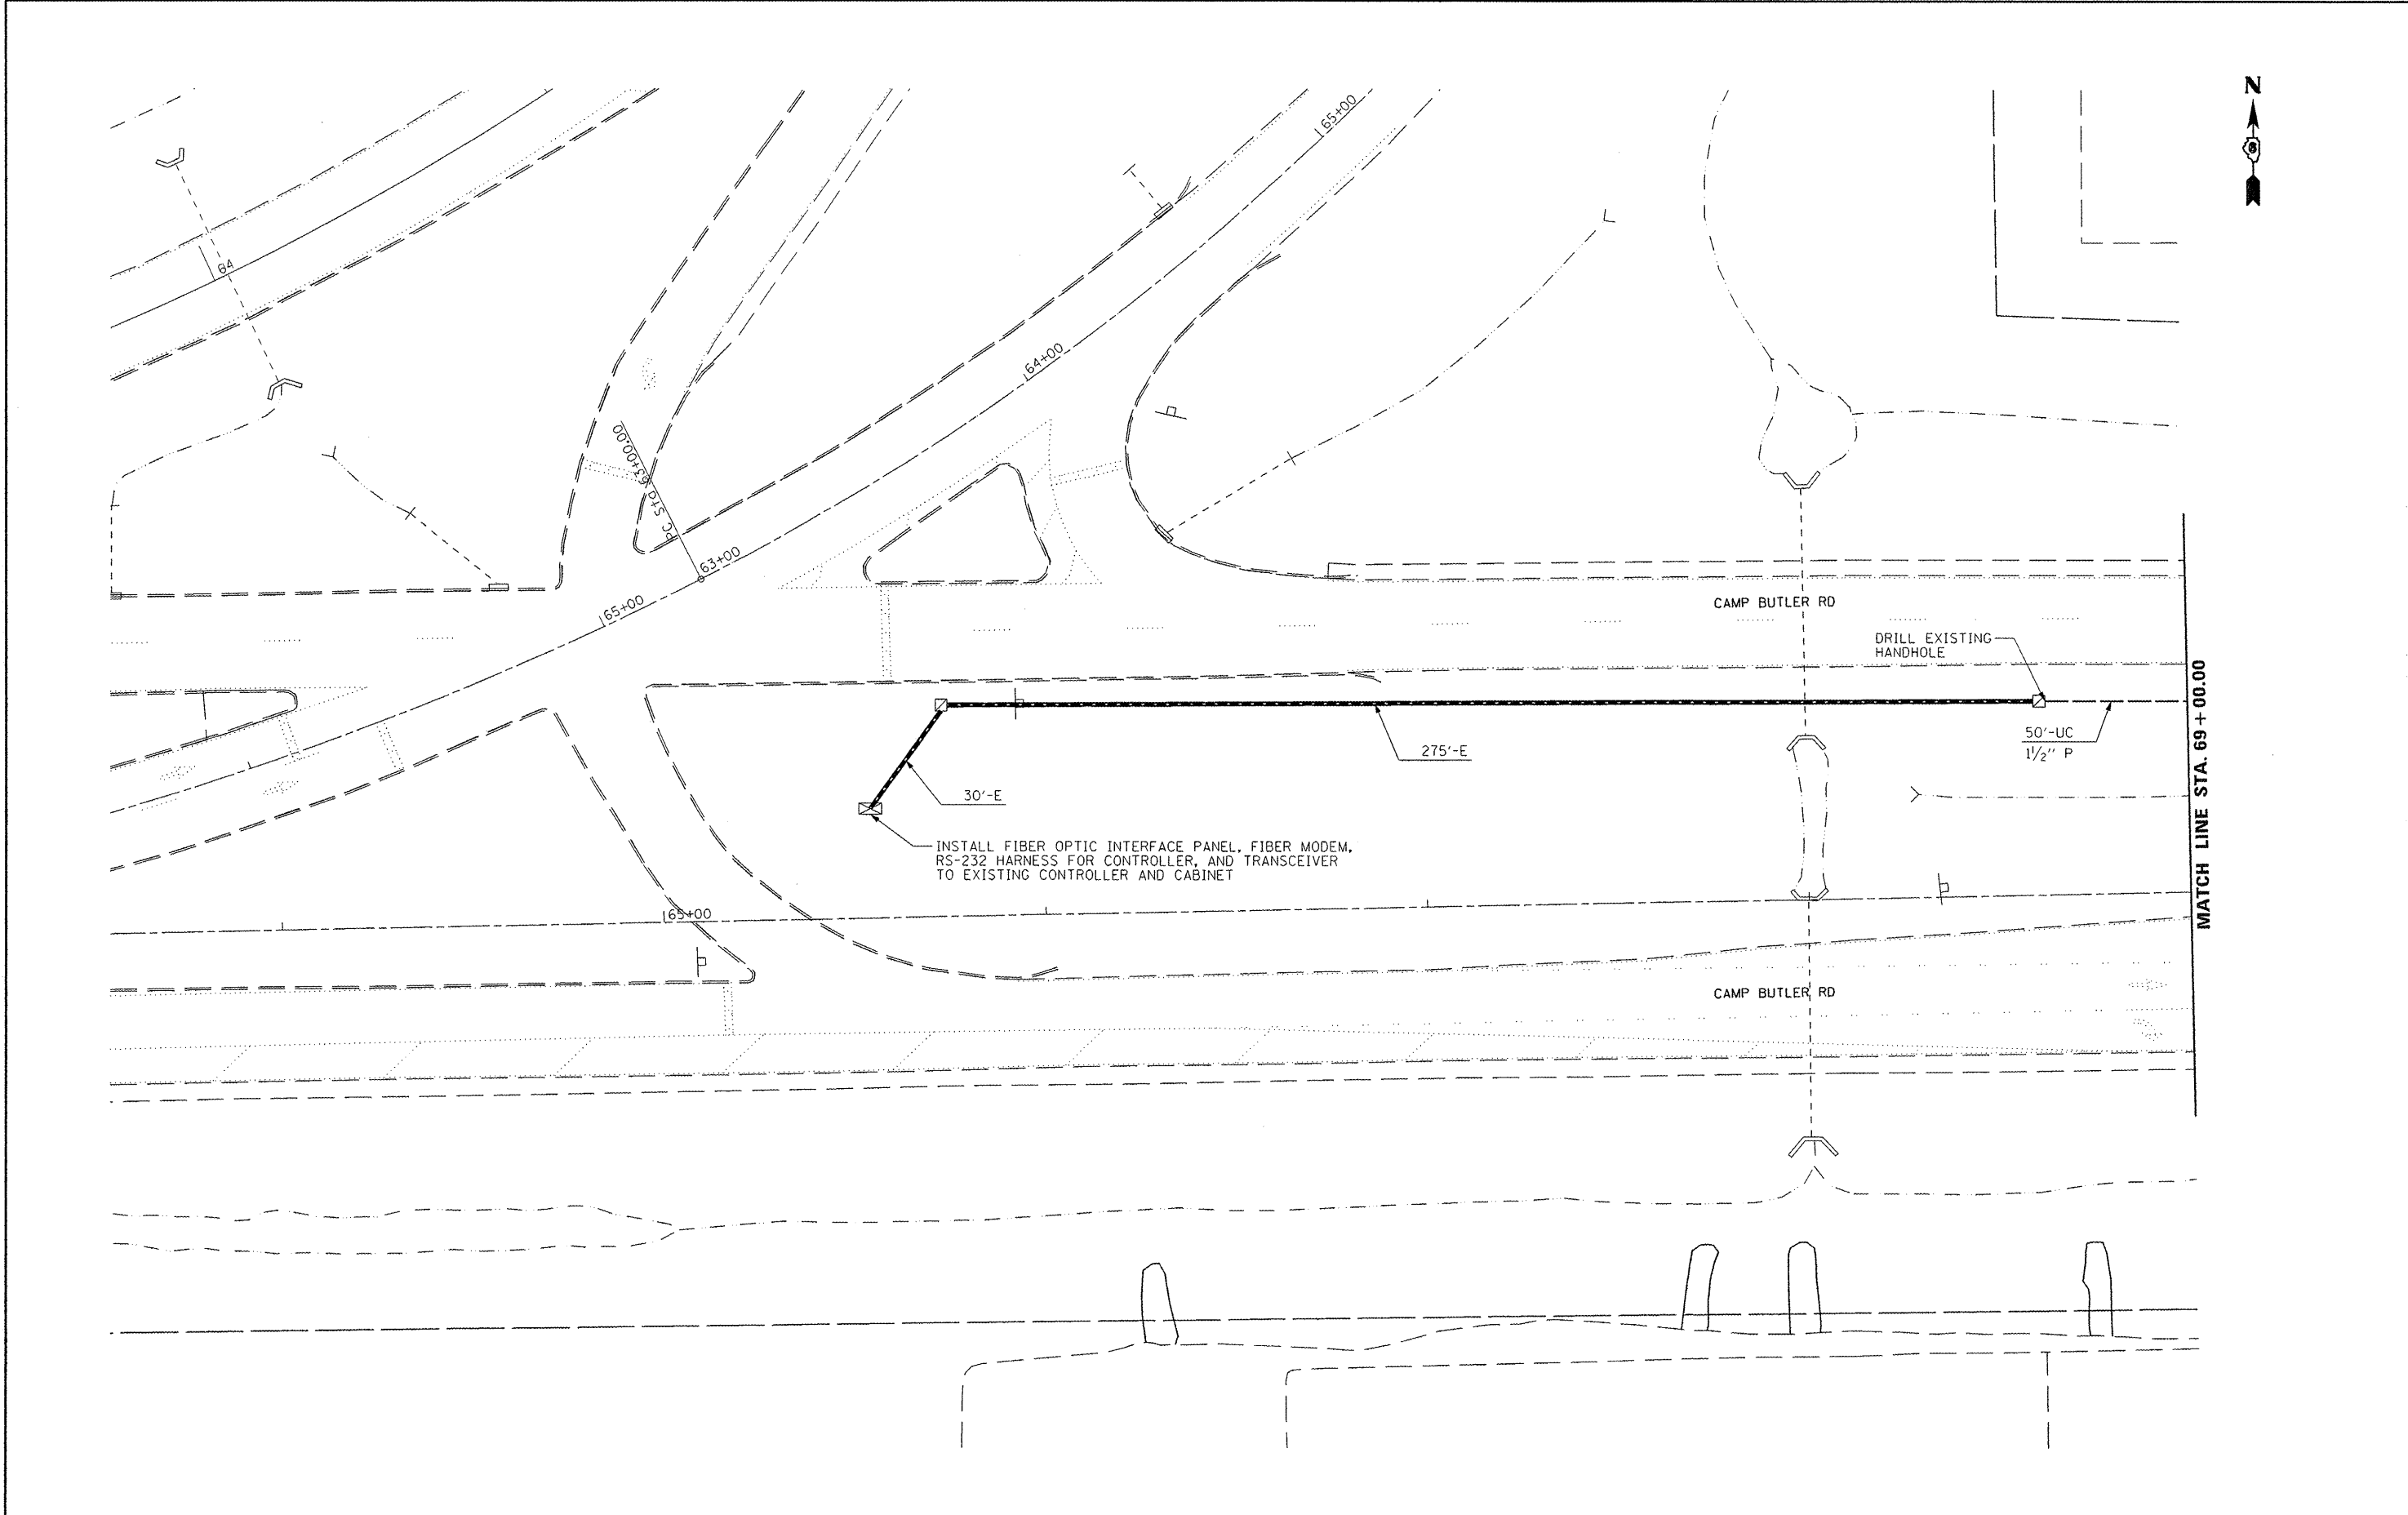 N
65+00
64
64+00
PC Sta 63+00.00
63+00
65+00
CAMP BUTLER RD
DRILL EXISTING
HANDHOLE
MATCH LINE STA. 69+00.00
50'-UC
1 1/2" P
275'-E
30'-E
INSTALL FIBER OPTIC INTERFACE PANEL, FIBER MODEM,
RS-232 HARNESS FOR CONTROLLER, AND TRANSCEIVER
TO EXISTING CONTROLLER AND CABINET
65+00
CAMP BUTLER RD